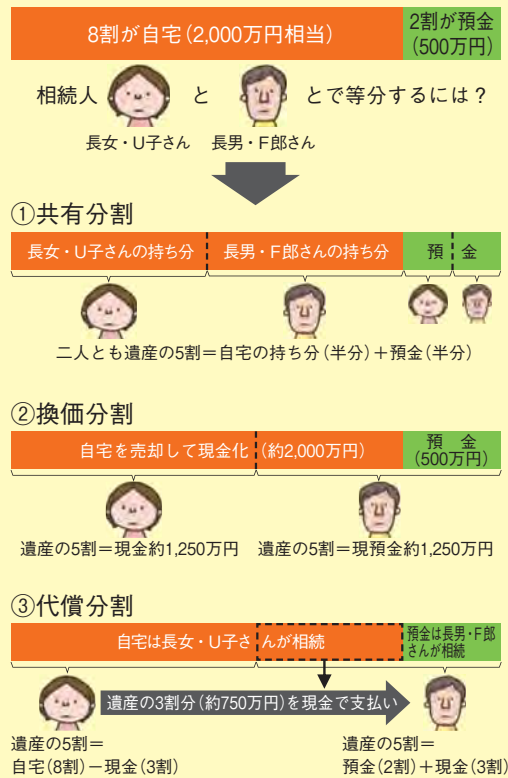 8割が自宅（2,000万円相当）
2割が預金
（500万円）
相続人 と とで等分するには？
長女・U子さん 長男・F郎さん
①共有分割
長女・U子さんの持ち分 長男・F郎さんの持ち分 預 金
二人とも遺産の5割＝自宅の持ち分（半分）＋預金（半分）
②換価分割
自宅を売却して現金化（約2,000万円）
預 金
（500万円）
遺産の5割＝現金約1,250万円 遺産の5割＝現預金約1,250万円
③代償分割
自宅は長女・U子さんが相続
預金は長男・F郎
さんが相続
遺産の3割分（約750万円）を現金で支払い
遺産の5割＝
自宅（8割）－現金（3割）
遺産の5割＝
預金（2割）＋現金（3割）